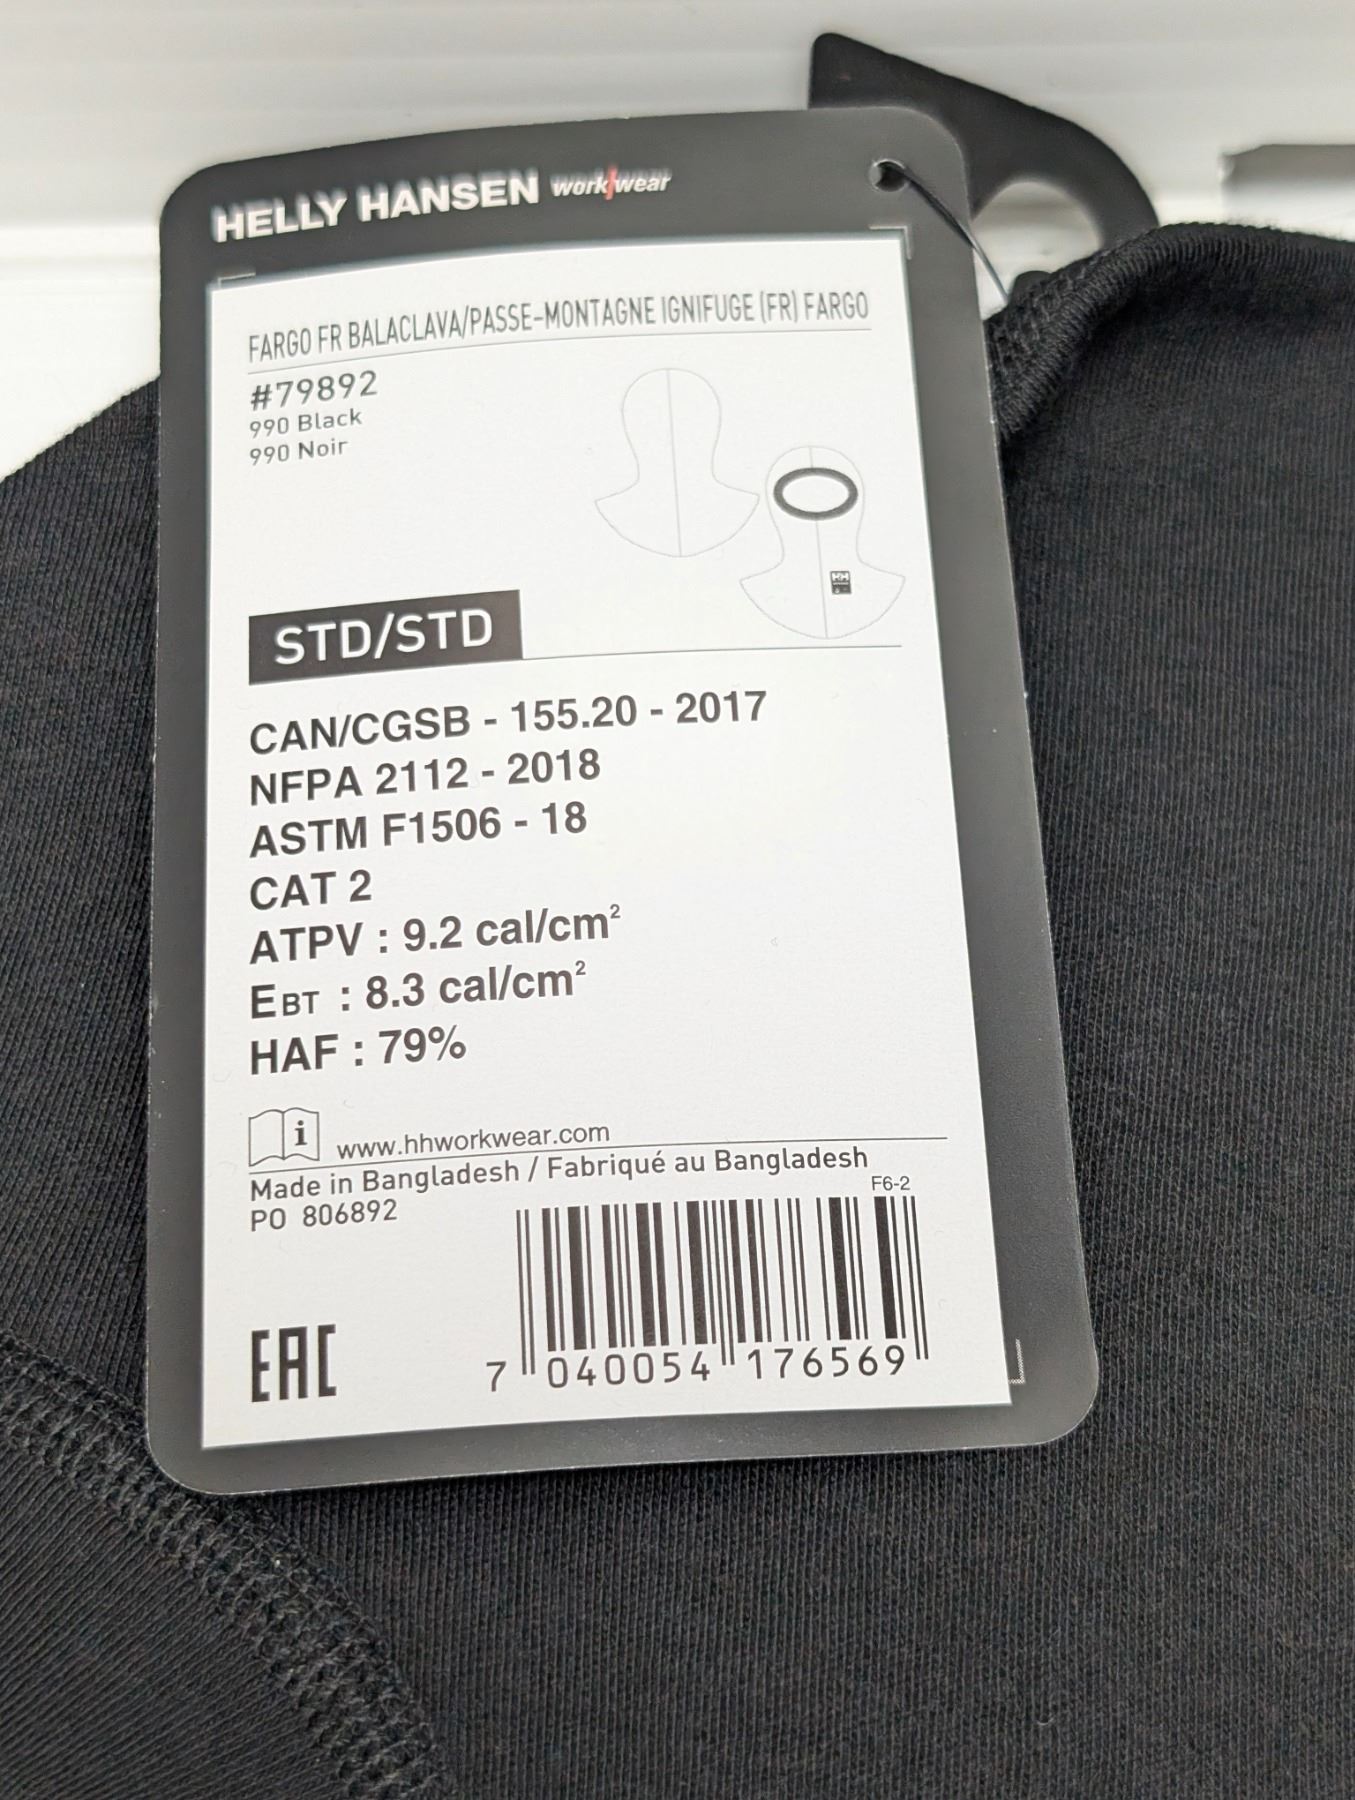 HELLY HANSEN work/wear
FARGO FR BALACLAVA/PASSE-MONTAGNE IGNIFUGE (FR) FARGO
#79892
990 Black
990 Noir
HH
STD/STD
CAN/CGSB - 155.20 - 2017
NFPA 2112 - 2018
ASTM F1506 - 18
CAT 2
ATPV : 9.2 cal/cm²
EBT : 8.3 cal/cm²
HAF : 79%
i www.hhworkwear.com
Made in Bangladesh / Fabriqué au Bangladesh
PO 806892
F6-2
EAC
7 040054 176569